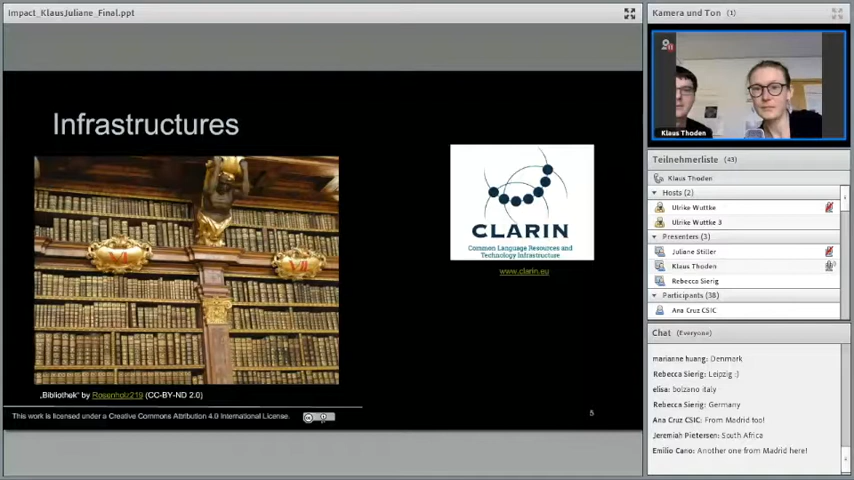 Impact_KlausJuliane_Final.ppt
Infrastructures
VI
VII
CLARIN
Common Language Resources and
Technology Infrastructure
www.clarin.eu
„Bibliothek" by Rosenholz219 (CC-BY-ND 2.0)
This work is licensed under a Creative Commons Attribution 4.0 International License.
5
Kamera und Ton (1)
Klaus Thoden
Teilnehmerliste (43)
Klaus Thoden
Hosts (2)
Ulrike Wuttke
Ulrike Wuttke 3
Presenters (3)
Juliane Stiller
Klaus Thoden
Rebecca Sierig
Participants (38)
Ana Cruz CSIC
Chat (Everyone)
marianne huang: Denmark
Rebecca Sierig: Leipzig :)
elisa: bolzano italy
Rebecca Sierig: Germany
Ana Cruz CSIC: From Madrid too!
Jeremiah Pietersen: South Africa
Emilio Cano: Another one from Madrid here!